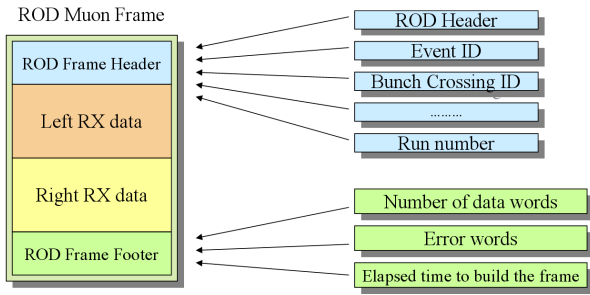 ROD Muon Frame
ROD Frame Header
Left RX data
Right RX data
ROD Frame Footer
ROD Header
Event ID
Bunch Crossing ID
.........
Run number
Number of data words
Error words
Elapsed time to build the frame